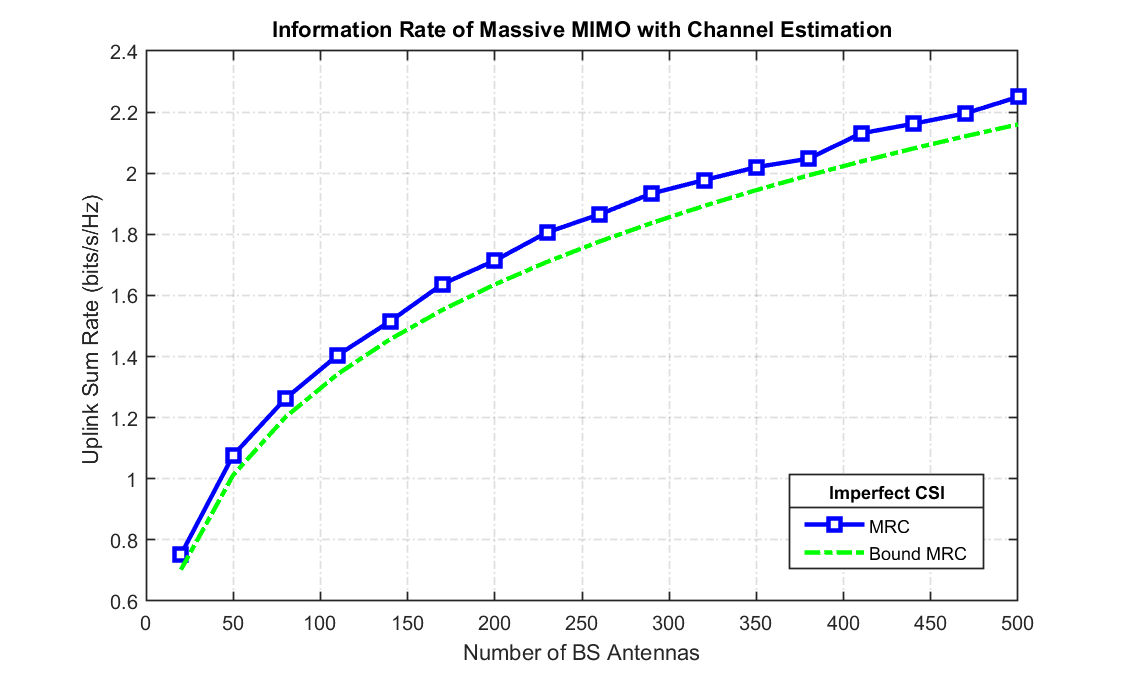 Information Rate of Massive MIMO with Channel Estimation
2.4
2.2
2
1.8
1.6
1.4
1.2
1
0.8
0.6
Uplink Sum Rate (bits/s/Hz)
Imperfect CSI
MRC
Bound MRC
0 50 100 150 200 250 300 350 400 450 500
Number of BS Antennas